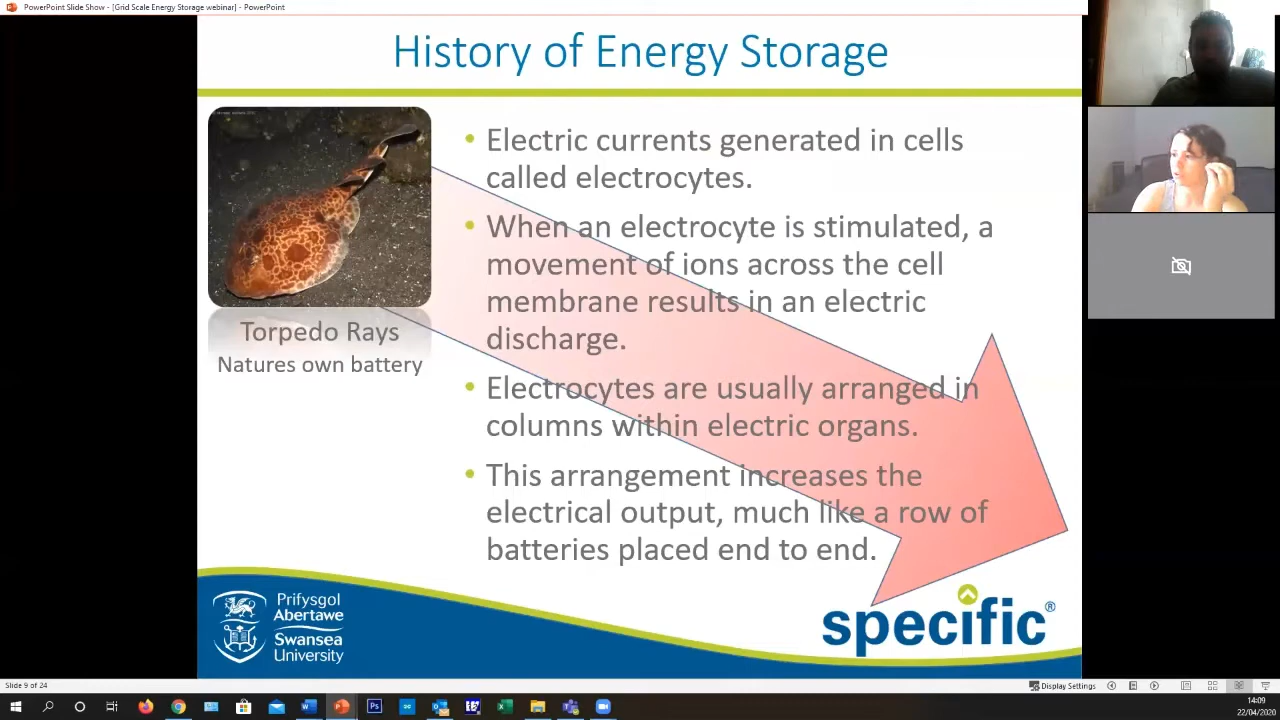 PowerPoint Slide Show - [Grid Scale Energy Storage webinar] - PowerPoint
History of Energy Storage
Torpedo Rays
Natures own battery
• Electric currents generated in cells
called electrocytes.
• When an electrocyte is stimulated, a
movement of ions across the cell
membrane results in an electric
discharge.
• Electrocytes are usually arranged in
columns within electric organs.
• This arrangement increases the
electrical output, much like a row of
batteries placed end to end.
Prifysgol
Abertawe
Swansea
University
specific®
Slide 9 of 24
Display Settings
14:09
22/04/2020